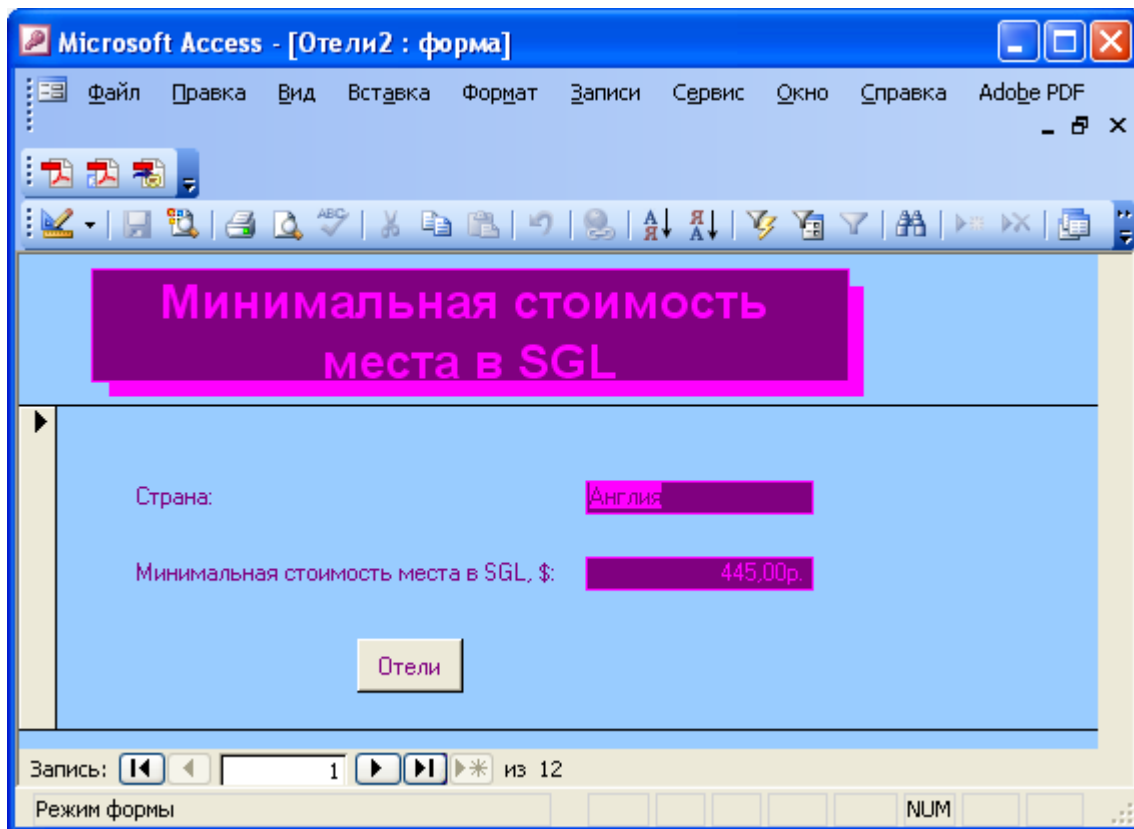 Microsoft Access - [Отели2 : форма]
Файл Правка Вид Вставка Формат Записи Сервис Окно Справка Adobe PDF
ABC А Я Я А
Минимальная стоимость
места в SGL
Страна: Англия
Минимальная стоимость места в SGL, $: 445,00р.
Отели
Запись: 1 из 12
Режим формы NUM